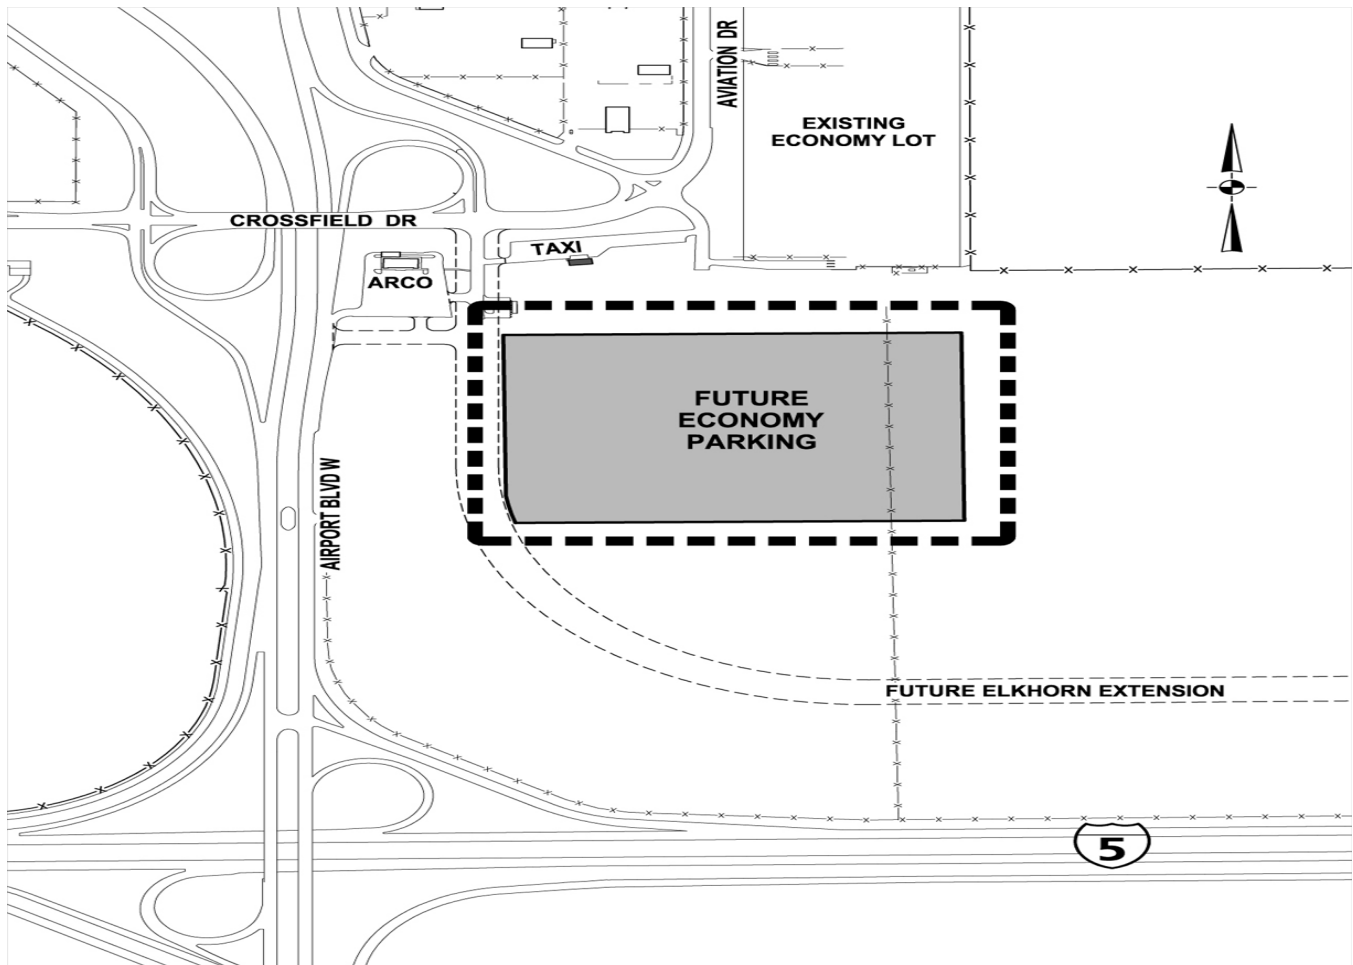 AVIATION DR
EXISTING
ECONOMY LOT
CROSSFIELD DR
TAXI
ARCO
FUTURE
ECONOMY
PARKING
AIRPORT BLVD W
FUTURE ELKHORN EXTENSION
5